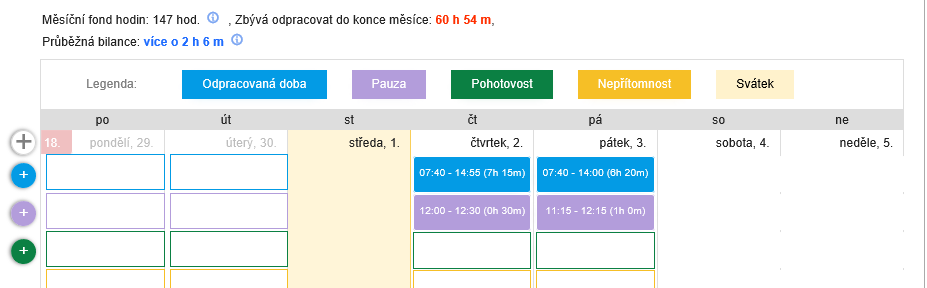 Měsíční fond hodin: 147 hod. , Zbývá odpracovat do konce měsíce: 60 h 54 m,
Průběžná bilance: více o 2 h 6 m
Legenda: Odpracovaná doba Pauza Pohotovost Nepřítomnost Svátek
po út st čt pá so ne
18. pondělí, 29. úterý, 30. středa, 1. čtvrtek, 2. pátek, 3. sobota, 4. neděle, 5.
07:40 - 14:55 (7h 15m) 07:40 - 14:00 (6h 20m)
12:00 - 12:30 (0h 30m) 11:15 - 12:15 (1h 0m)